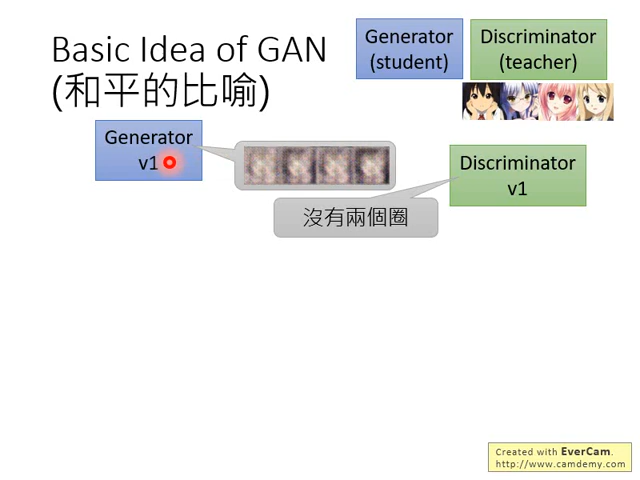 Basic Idea of GAN
(和平的比喻)
Generator
(student)
Discriminator
(teacher)
Generator
v1
Discriminator
v1
沒有兩個圈
Created with EverCam.
http://www.camdemy.com